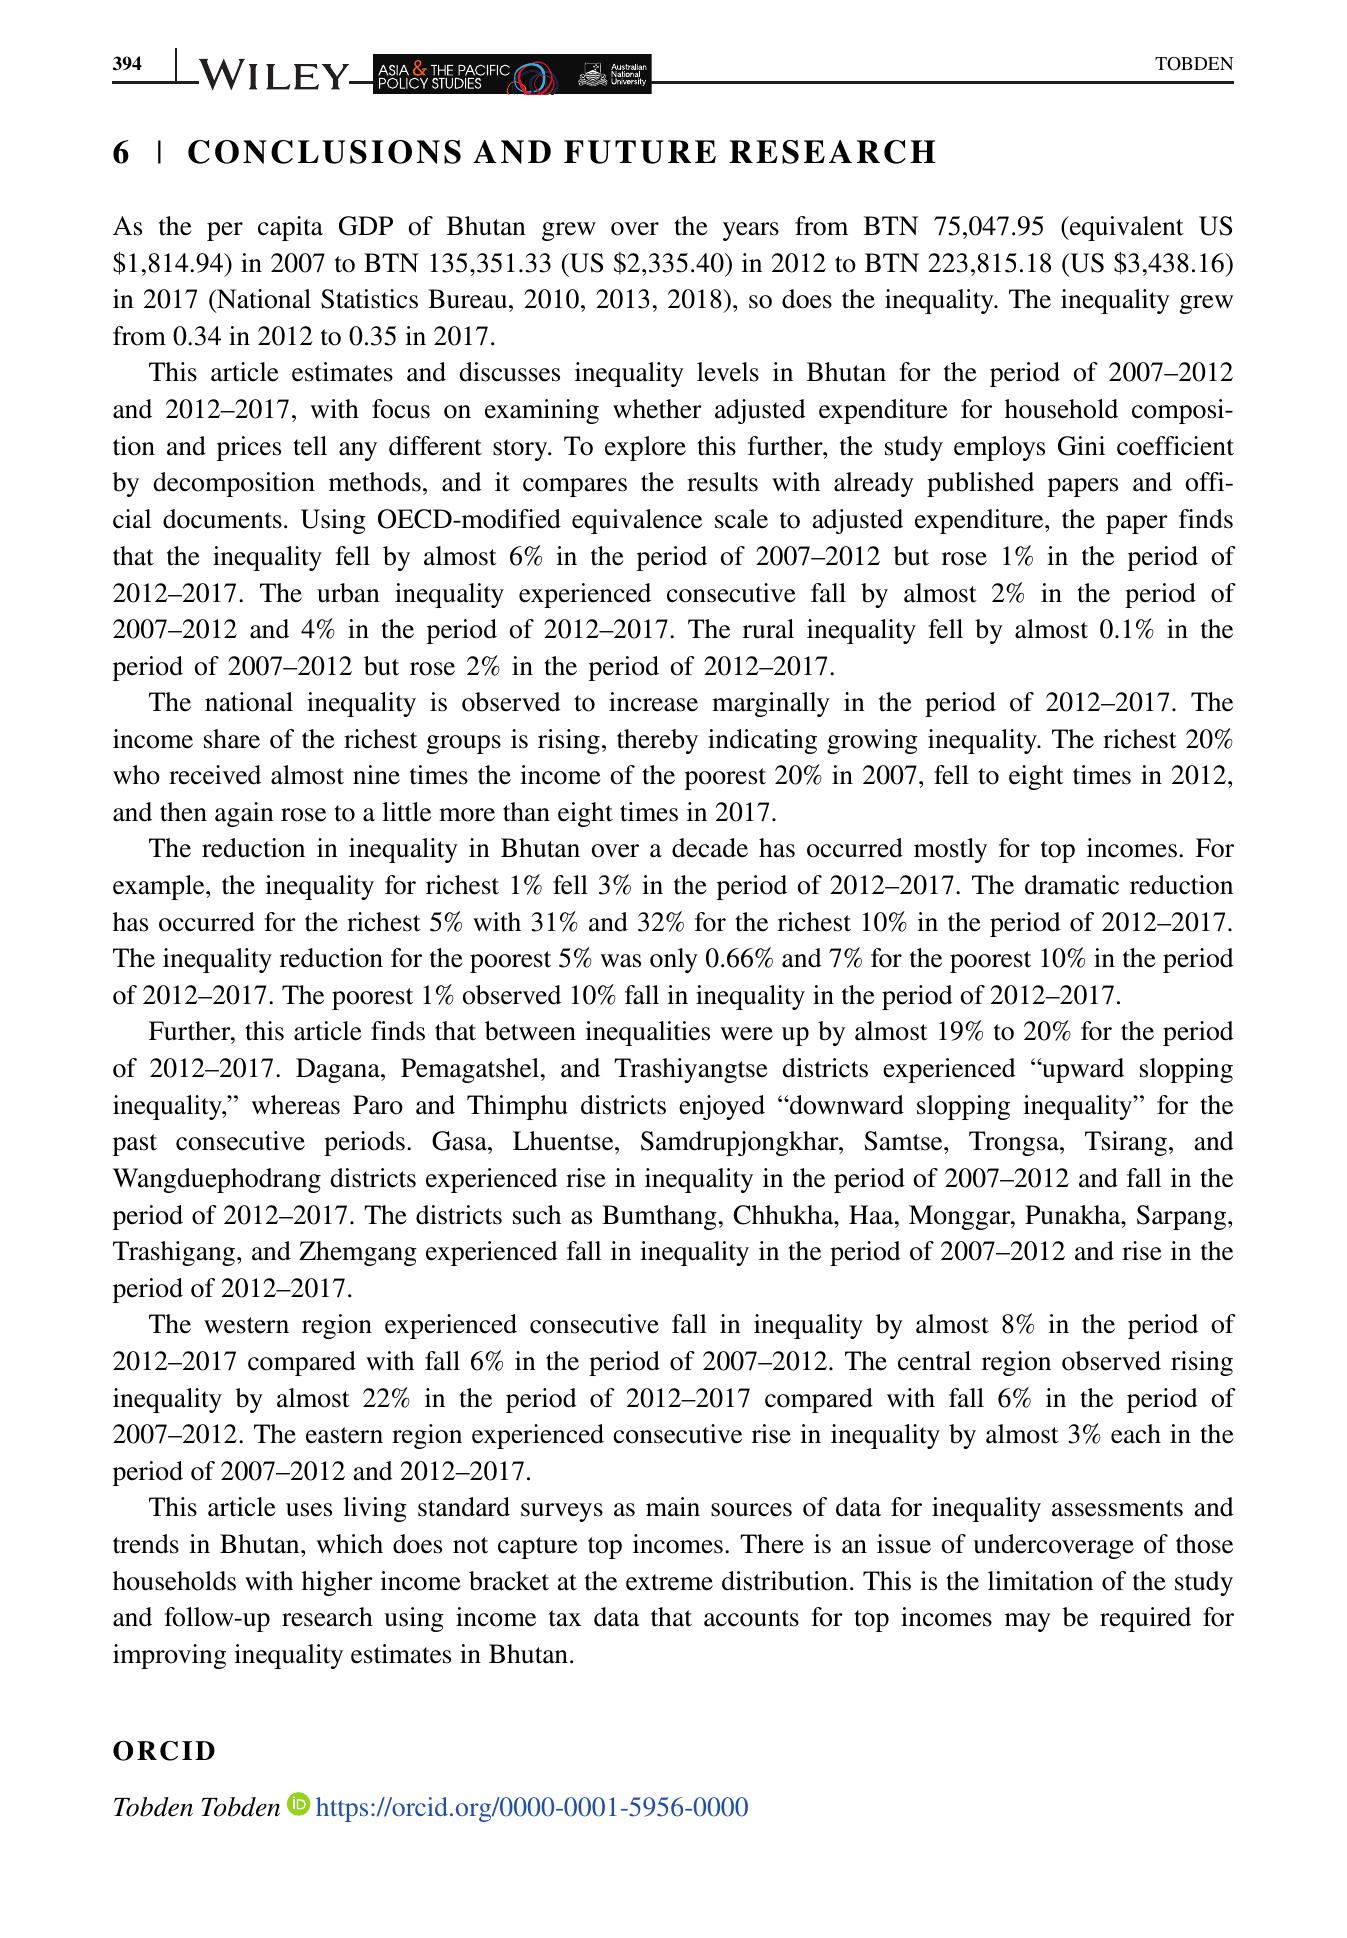 394
WILEY
ASIA & THE PACIFIC
POLICY STUDIES
Australian
National
University
TOBDEN
6 | CONCLUSIONS AND FUTURE RESEARCH
As the per capita GDP of Bhutan grew over the years from BTN 75,047.95 (equivalent US
$1,814.94) in 2007 to BTN 135,351.33 (US $2,335.40) in 2012 to BTN 223,815.18 (US $3,438.16)
in 2017 (National Statistics Bureau, 2010, 2013, 2018), so does the inequality. The inequality grew
from 0.34 in 2012 to 0.35 in 2017.
This article estimates and discusses inequality levels in Bhutan for the period of 2007–2012
and 2012–2017, with focus on examining whether adjusted expenditure for household composi-
tion and prices tell any different story. To explore this further, the study employs Gini coefficient
by decomposition methods, and it compares the results with already published papers and offi-
cial documents. Using OECD-modified equivalence scale to adjusted expenditure, the paper finds
that the inequality fell by almost 6% in the period of 2007–2012 but rose 1% in the period of
2012–2017. The urban inequality experienced consecutive fall by almost 2% in the period of
2007–2012 and 4% in the period of 2012–2017. The rural inequality fell by almost 0.1% in the
period of 2007–2012 but rose 2% in the period of 2012–2017.
The national inequality is observed to increase marginally in the period of 2012–2017. The
income share of the richest groups is rising, thereby indicating growing inequality. The richest 20%
who received almost nine times the income of the poorest 20% in 2007, fell to eight times in 2012,
and then again rose to a little more than eight times in 2017.
The reduction in inequality in Bhutan over a decade has occurred mostly for top incomes. For
example, the inequality for richest 1% fell 3% in the period of 2012–2017. The dramatic reduction
has occurred for the richest 5% with 31% and 32% for the richest 10% in the period of 2012–2017.
The inequality reduction for the poorest 5% was only 0.66% and 7% for the poorest 10% in the period
of 2012–2017. The poorest 1% observed 10% fall in inequality in the period of 2012–2017.
Further, this article finds that between inequalities were up by almost 19% to 20% for the period
of 2012–2017. Dagana, Pemagatshel, and Trashiyangtse districts experienced “upward slopping
inequality,” whereas Paro and Thimphu districts enjoyed “downward slopping inequality” for the
past consecutive periods. Gasa, Lhuentse, Samdrupjongkhar, Samtse, Trongsa, Tsirang, and
Wangduephodrang districts experienced rise in inequality in the period of 2007–2012 and fall in the
period of 2012–2017. The districts such as Bumthang, Chhukha, Haa, Monggar, Punakha, Sarpang,
Trashigang, and Zhemgang experienced fall in inequality in the period of 2007–2012 and rise in the
period of 2012–2017.
The western region experienced consecutive fall in inequality by almost 8% in the period of
2012–2017 compared with fall 6% in the period of 2007–2012. The central region observed rising
inequality by almost 22% in the period of 2012–2017 compared with fall 6% in the period of
2007–2012. The eastern region experienced consecutive rise in inequality by almost 3% each in the
period of 2007–2012 and 2012–2017.
This article uses living standard surveys as main sources of data for inequality assessments and
trends in Bhutan, which does not capture top incomes. There is an issue of undercoverage of those
households with higher income bracket at the extreme distribution. This is the limitation of the study
and follow-up research using income tax data that accounts for top incomes may be required for
improving inequality estimates in Bhutan.
ORCID
Tobden Tobden iD https://orcid.org/0000-0001-5956-0000